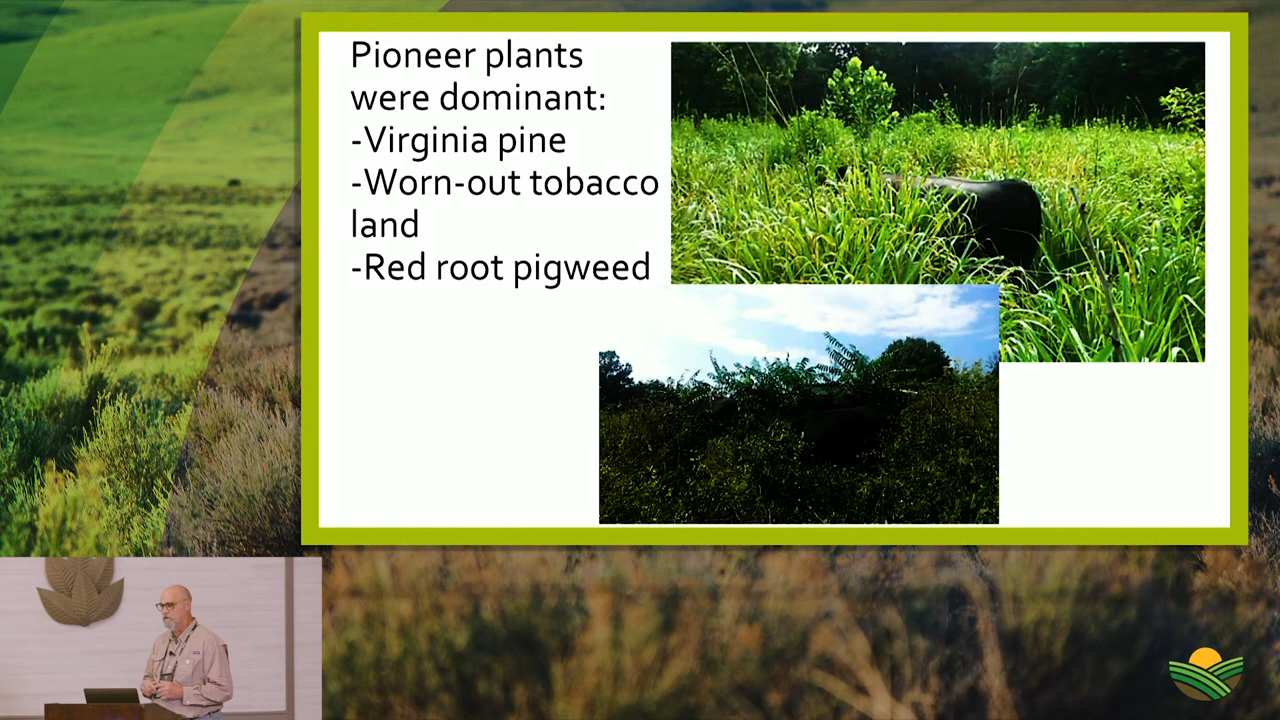 Pioneer plants
were dominant:
-Virginia pine
-Worn-out tobacco
land
-Red root pigweed